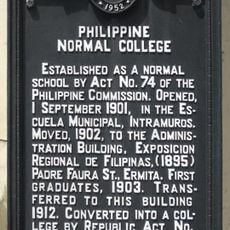 1952
PHILIPPINE
NORMAL COLLEGE
ESTABLISHED AS A NORMAL
SCHOOL BY ACT NO. 74 OF THE
PHILIPPINE COMMISSION. OPENED,
1 SEPTEMBER 1901, IN THE ES-
CUELA MUNICIPAL, INTRAMUROS.
MOVED, 1902, TO THE ADMINIS-
TRATION BUILDING, EXPOSICION
REGIONAL DE FILIPINAS, (1895)
PADRE FAURA ST., ERMITA. FIRST
GRADUATES, 1903. TRANS-
FERRED TO THIS BUILDING
1912. CONVERTED INTO A COL-
LEGE BY REPUBLIC ACT. NO.